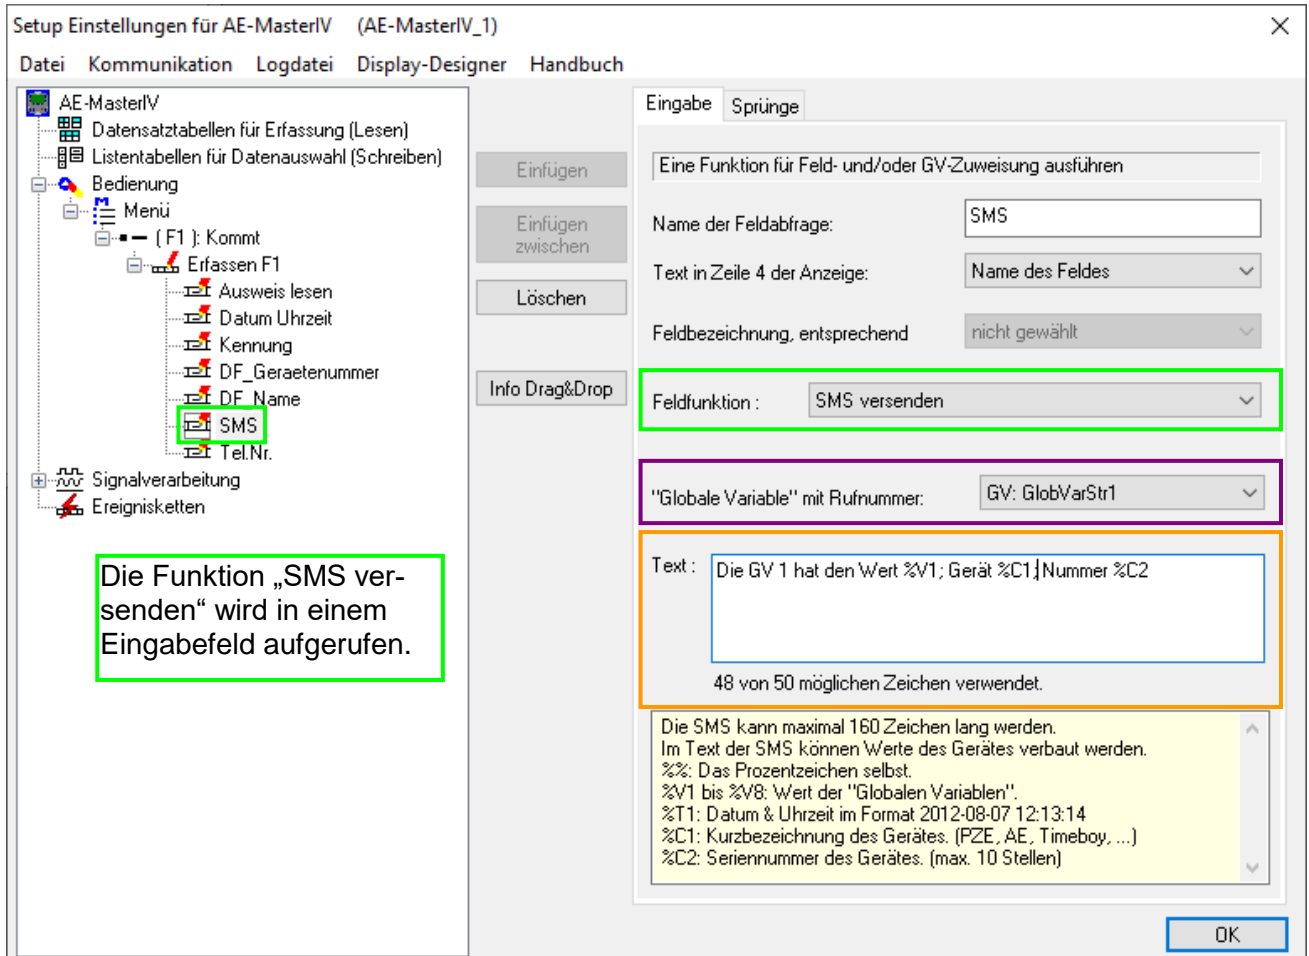 Setup Einstellungen für AE-MasterIV (AE-MasterIV_1)
Datei Kommunikation Logdatei Display-Designer Handbuch
AE-MasterIV
Datensatztabellen für Erfassung (Lesen)
Listentabellen für Datenauswahl (Schreiben)
Bedienung
Menü
( F1 ): Kommt
Erfassen F1
Ausweis lesen
Datum Uhrzeit
Kennung
DF_Geraetenummer
DF_Name
SMS
Tel.Nr.
Signalverarbeitung
Ereignisketten
Die Funktion „SMS ver-
senden“ wird in einem
Eingabefeld aufgerufen.
Einfügen
Einfügen
zwischen
Löschen
Info Drag&Drop
Eingabe Sprünge
Eine Funktion für Feld- und/oder GV-Zuweisung ausführen
Name der Feldabfrage: SMS
Text in Zeile 4 der Anzeige: Name des Feldes
Feldbezeichnung, entsprechend nicht gewählt
Feldfunktion : SMS versenden
"Globale Variable" mit Rufnummer: GV: GlobVarStr1
Text : Die GV 1 hat den Wert %V1; Gerät %C1; Nummer %C2
48 von 50 möglichen Zeichen verwendet.
Die SMS kann maximal 160 Zeichen lang werden.
Im Text der SMS können Werte des Gerätes verbaut werden.
%%: Das Prozentzeichen selbst.
%V1 bis %V8: Wert der "Globalen Variablen".
%T1: Datum & Uhrzeit im Format 2012-08-07 12:13:14
%C1: Kurzbezeichnung des Gerätes. (PZE, AE, Timeboy, ...)
%C2: Seriennummer des Gerätes. (max. 10 Stellen)
OK